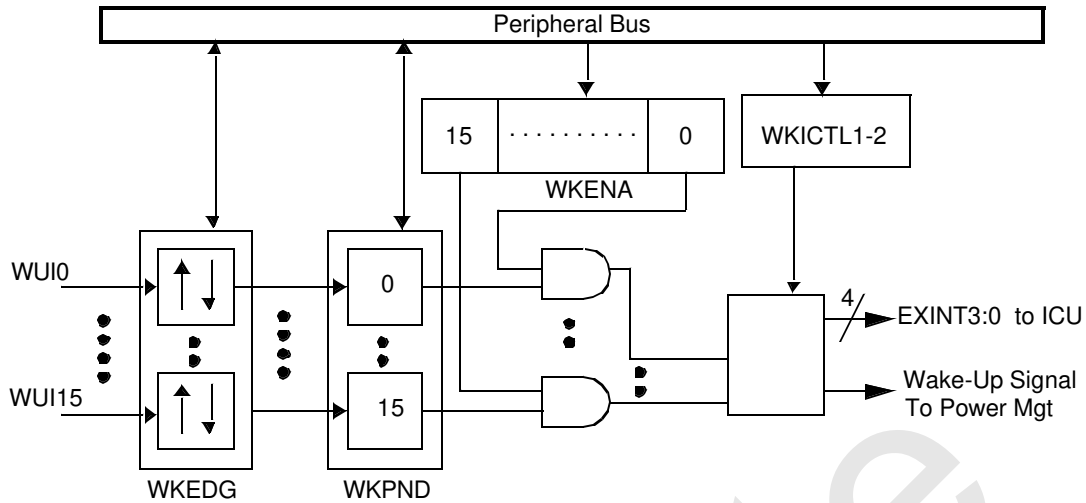 Peripheral Bus
15 . . . . . . . . . . 0
WKICTL1-2
WKENA
WUI0
0
4
EXINT3:0 to ICU
WUI15
15
Wake-Up Signal
To Power Mgt
WKEDG
WKPND